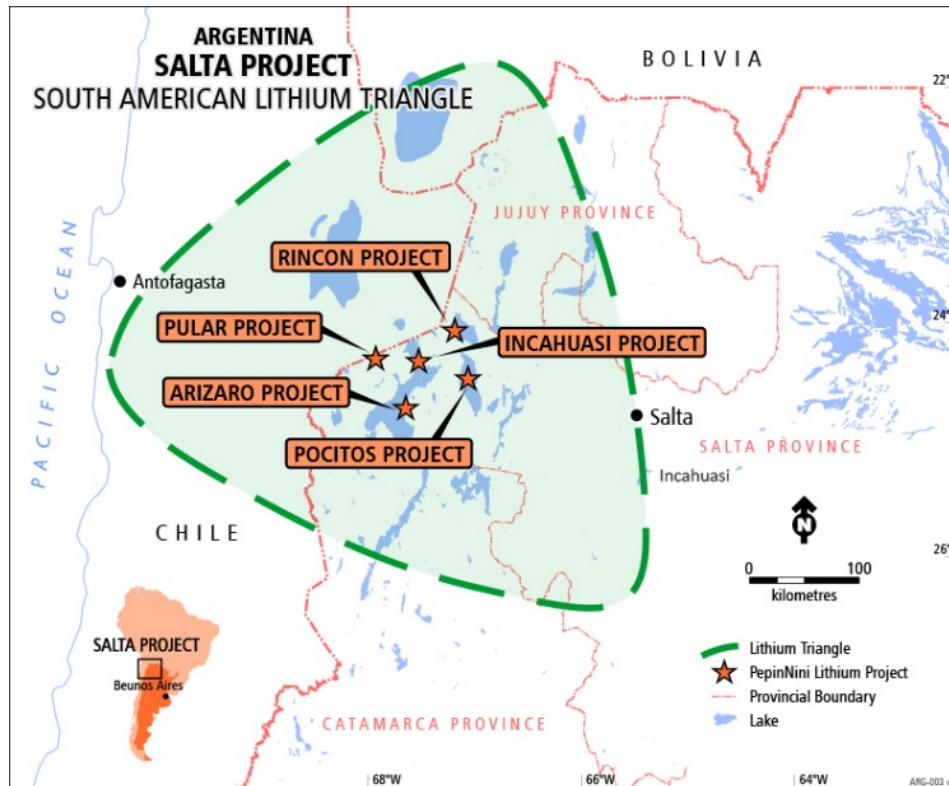 ARGENTINA
SALTA PROJECT
SOUTH AMERICAN LITHIUM TRIANGLE
BOLIVIA
22°
JUJUY PROVINCE
PACIFIC OCEAN
RINCON PROJECT
Antofagasta
PULAR PROJECT
INCAHUASI PROJECT
24°
ARIZARO PROJECT
Salta
POCITOS PROJECT
SALTA PROVINCE
Incahuasi
CHILE
N
26°
0 100
kilometres
SALTA PROJECT
Beunos Aires
Lithium Triangle
PepinNini Lithium Project
Provincial Boundary
Lake
CATAMARCA PROVINCE
68°W
66°W
64°W
ARG-003